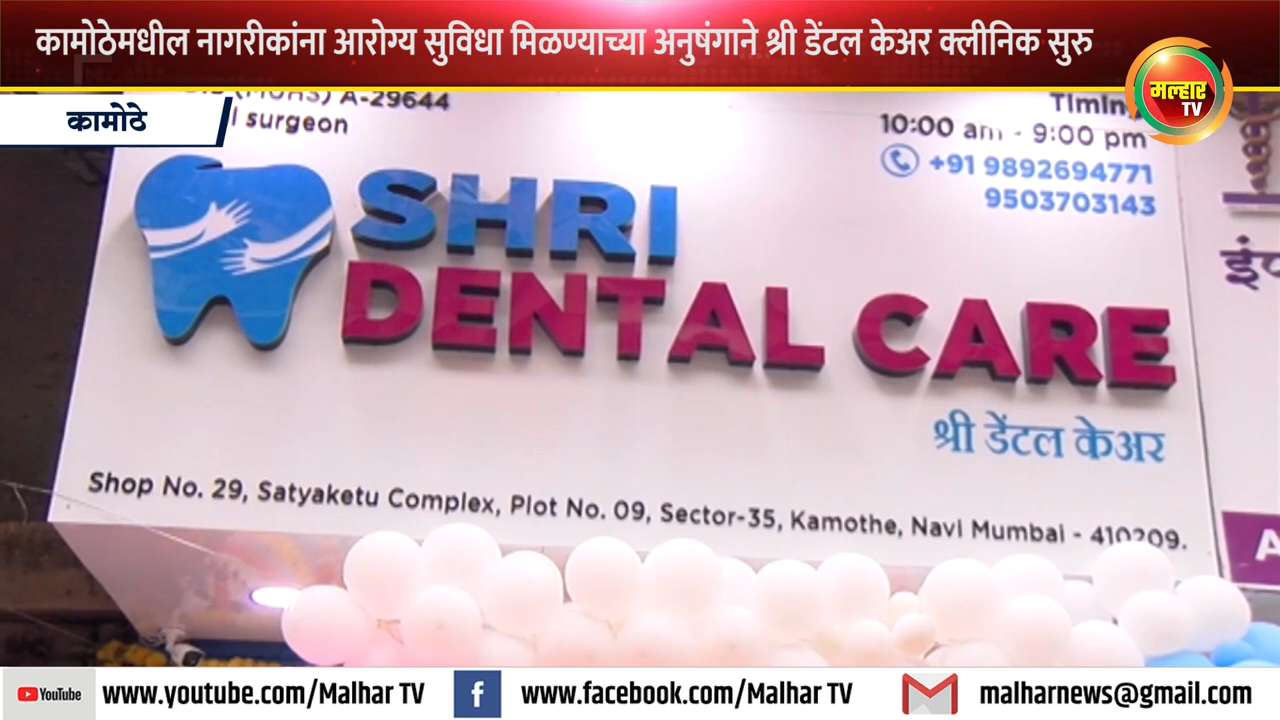 कामोठेमधील नागरीकांना आरोग्य सुविधा मिळण्याच्या अनुषंगाने श्री डेंटल केअर क्लीनिक सुरु
मल्हार
TV
कामोठे
A-29644
surgeon
10:00 am - 9:00 pm
+91 9892694771
9503703143
SHRI
DENTAL CARE
श्री डेंटल केअर
Shop No. 29, Satyaketu Complex, Plot No. 09, Sector-35, Kamothe, Navi Mumbai - 410209.
YouTube www.youtube.com/Malhar TV f www.facebook.com/Malhar TV malharnews@gmail.com